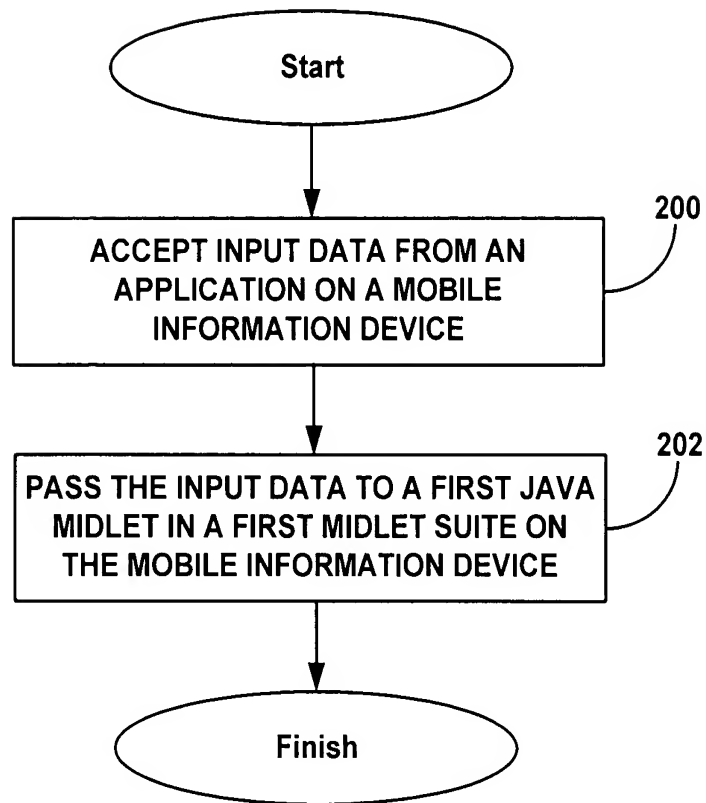 Start
200
ACCEPT INPUT DATA FROM AN
APPLICATION ON A MOBILE
INFORMATION DEVICE
202
PASS THE INPUT DATA TO A FIRST JAVA
MIDLET IN A FIRST MIDLET SUITE ON
THE MOBILE INFORMATION DEVICE
Finish